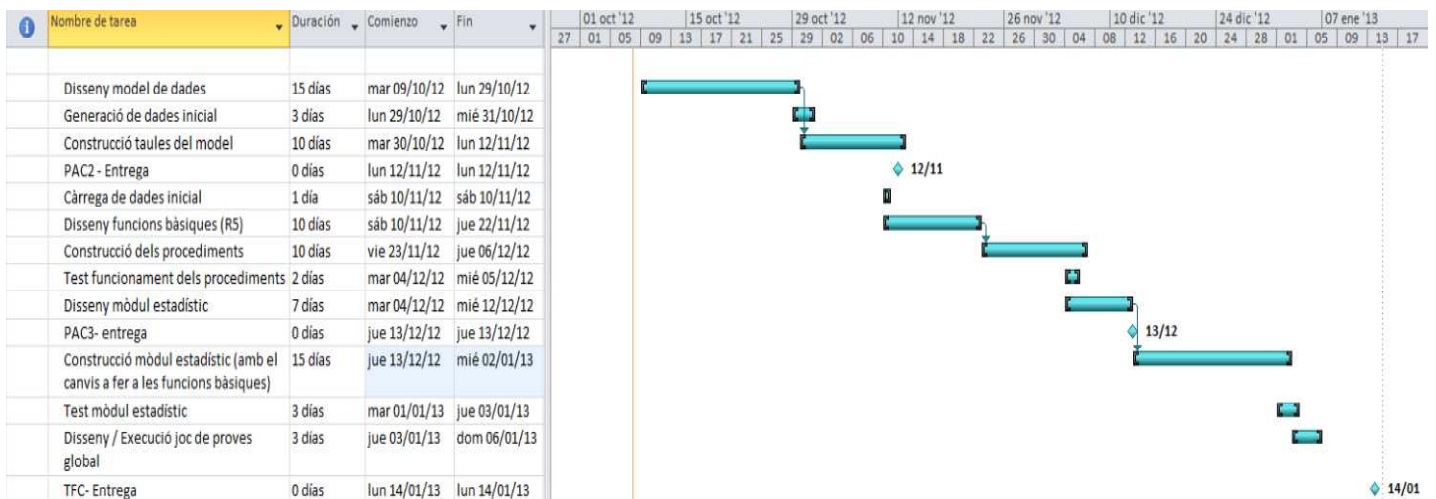 Nombre de tarea Duración Comienzo Fin 01 oct '12 15 oct '12 29 oct '12 12 nov '12 26 nov '12 10 dic '12 24 dic '12 07 ene '13
27 01 05 09 13 17 21 25 29 02 06 10 14 18 22 26 30 04 08 12 16 20 24 28 01 05 09 13 17
Disseny model de dades 15 días mar 09/10/12 lun 29/10/12
Generació de dades inicial 3 días lun 29/10/12 mié 31/10/12
Construcció taules del model 10 días mar 30/10/12 lun 12/11/12
PAC2 - Entrega 0 días lun 12/11/12 lun 12/11/12 12/11
Càrrega de dades inicial 1 día sáb 10/11/12 sáb 10/11/12
Disseny funcions bàsiques (R5) 10 días sáb 10/11/12 jue 22/11/12
Construcció dels procediments 10 días vie 23/11/12 jue 06/12/12
Test funcionament dels procediments 2 días mar 04/12/12 mié 05/12/12
Disseny mòdul estadístic 7 días mar 04/12/12 mié 12/12/12
PAC3- entrega 0 días jue 13/12/12 jue 13/12/12 13/12
Construcció mòdul estadístic (amb el 15 días jue 13/12/12 mié 02/01/13
canvis a fer a les funcions bàsiques)
Test mòdul estadístic 3 días mar 01/01/13 jue 03/01/13
Disseny / Execució joc de proves 3 días jue 03/01/13 dom 06/01/13
global
TFC- Entrega 0 días lun 14/01/13 lun 14/01/13 14/01